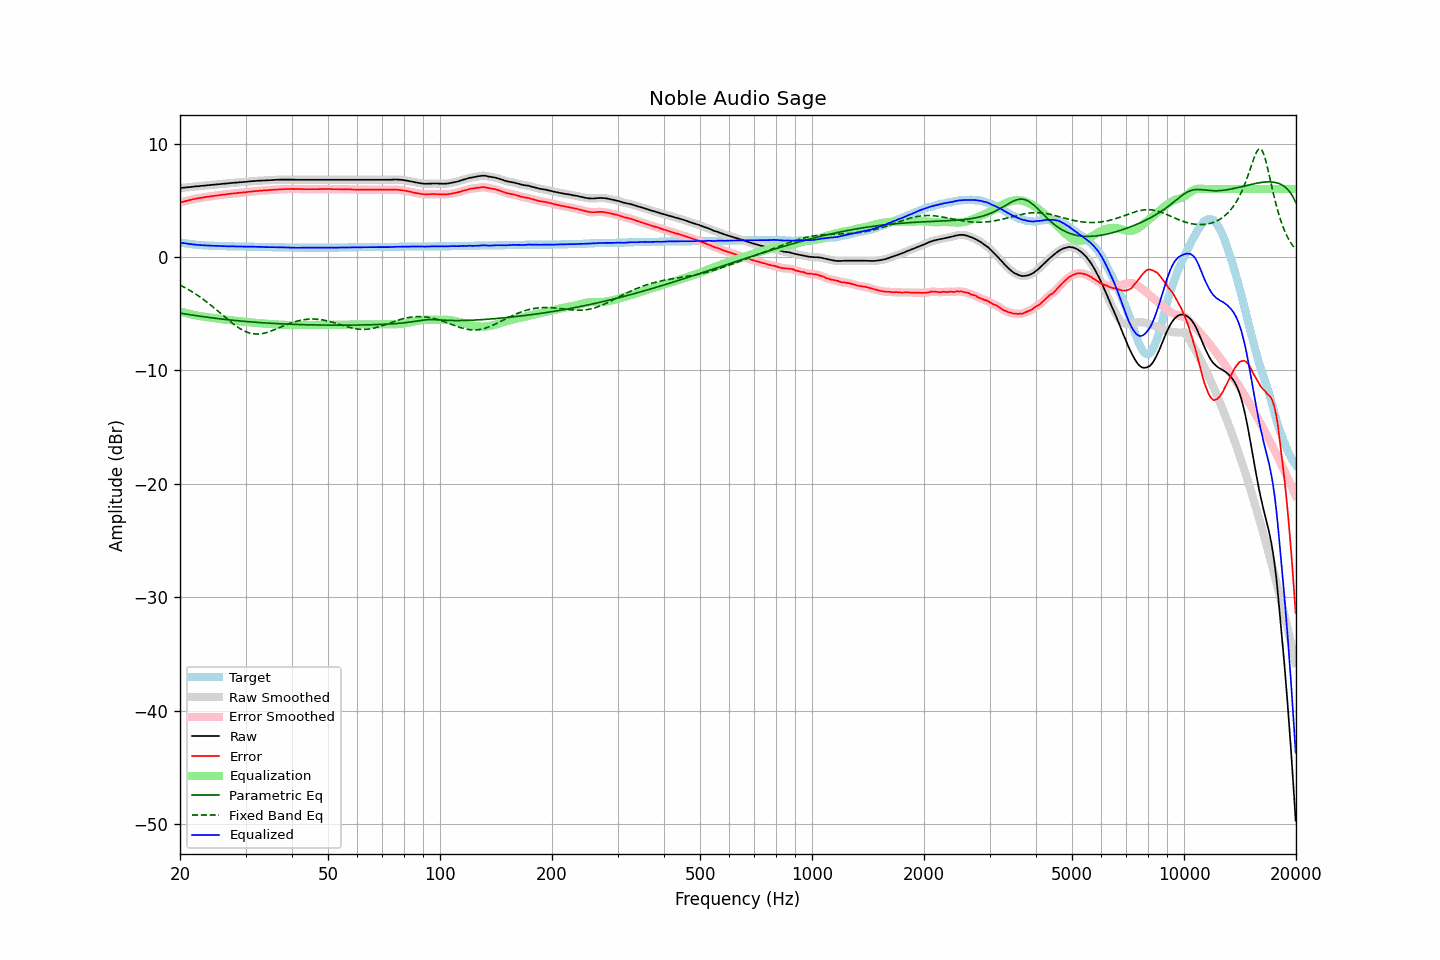 Noble Audio Sage
10
0
−10
−20
−30
−40
−50
Amplitude (dBr)
Target
Raw Smoothed
Error Smoothed
Raw
Error
Equalization
Parametric Eq
Fixed Band Eq
Equalized
20 50 100 200 500 1000 2000 5000 10000 20000
Frequency (Hz)